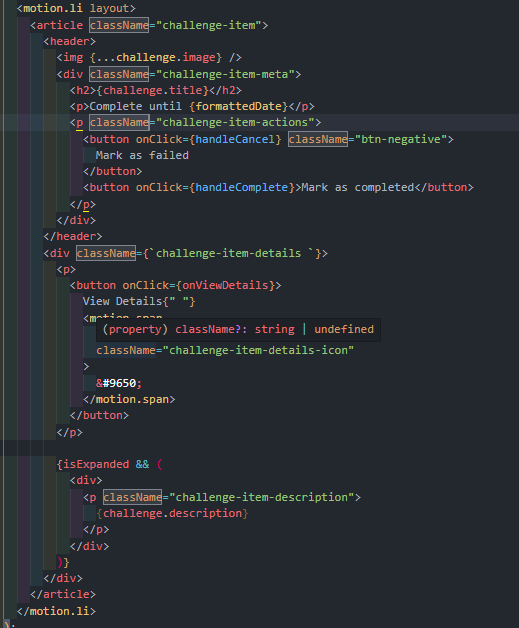 <motion.li layout>
<article className="challenge-item">
<header>
<img {...challenge.image} />
<div className="challenge-item-meta">
<h2>{challenge.title}</h2>
<p>Complete until {formattedDate}</p>
<p className="challenge-item-actions">
<button onClick={handleCancel} className="btn-negative">
Mark as failed
</button>
<button onClick={handleComplete}>Mark as completed</button>
</p>
</div>
</header>
<div className={`challenge-item-details `}>
<p>
<button onClick={onViewDetails}>
View Details{" "}
<motion.span
(property) className?: string | undefined
className="challenge-item-details-icon"
>
&#9650;
</motion.span>
</button>
</p>
{isExpanded && (
<div>
<p className="challenge-item-description">
{challenge.description}
</p>
</div>
)}
</div>
</article>
</motion.li>
);